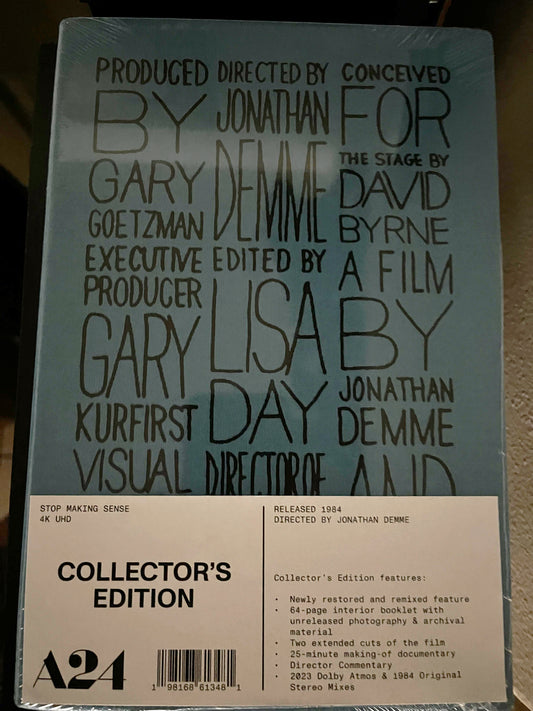 PRODUCED
BY
GARY
GOETZMAN
EXECUTIVE
PRODUCER
GARY
KURFIRST
VISUAL
DIRECTED BY
JONATHAN
DEMME
EDITED BY
LISA
DAY
DIRECTOR OF
CONCEIVED
FOR
THE STAGE BY
DAVID
BYRNE
A FILM
BY
JONATHAN
DEMME
AND
STOP MAKING SENSE
4K UHD
COLLECTOR'S
EDITION
A24
1 98168 61348 1
RELEASED 1984
DIRECTED BY JONATHAN DEMME
Collector's Edition features:
• Newly restored and remixed feature
• 64-page interior booklet with
unreleased photography & archival
material
• Two extended cuts of the film
• 25-minute making-of documentary
• Director Commentary
• 2023 Dolby Atmos & 1984 Original
Stereo Mixes